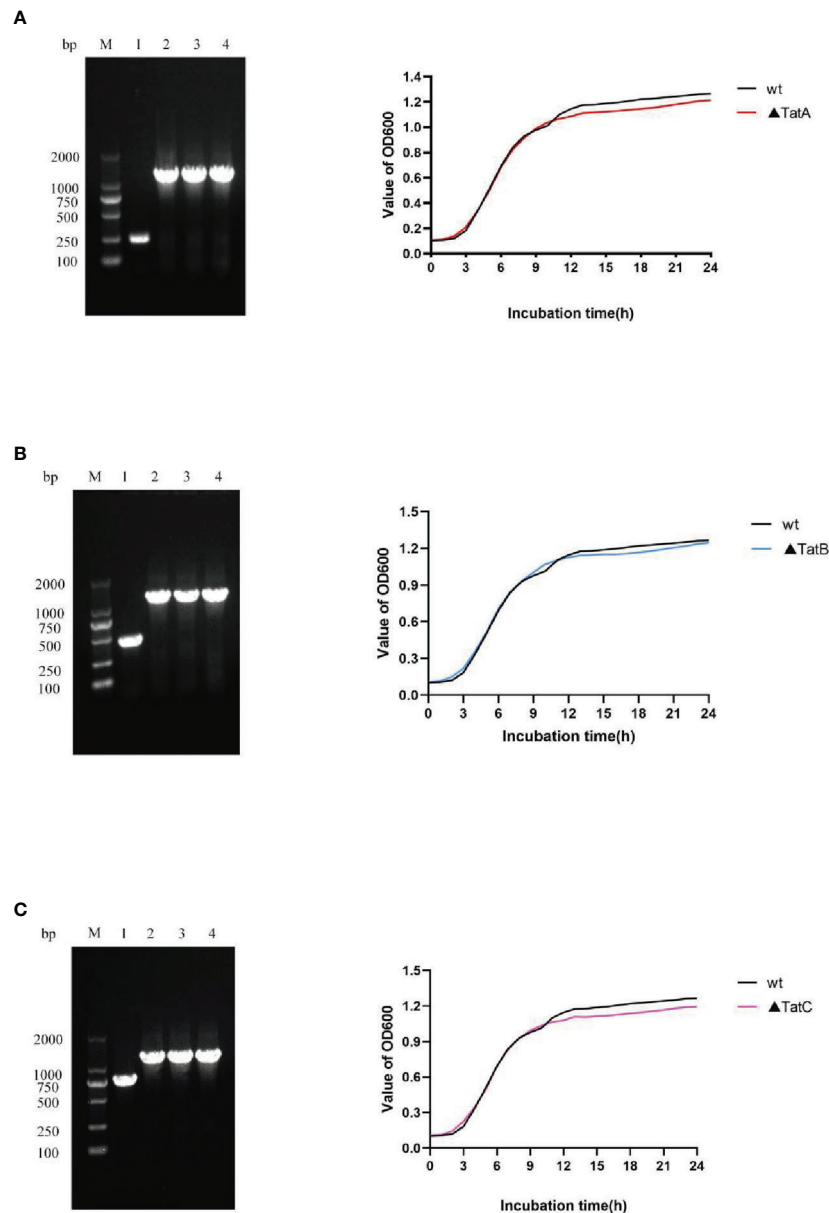 A
bp M 1 2 3 4
2000
1000
750
500
250
100
Value of OD600
1.4
1.2
1.0
0.8
0.6
0.4
0.2
0.0
0 3 6 9 12 15 18 21 24
Incubation time(h)
wt
▲TatA
B
bp M 1 2 3 4
2000
1000
750
500
250
100
Value of OD600
1.5
1.2
0.9
0.6
0.3
0.0
0 3 6 9 12 15 18 21 24
Incubation time(h)
wt
▲TatB
C
bp M 1 2 3 4
2000
1000
750
500
250
100
Value of OD600
1.5
1.2
0.9
0.6
0.3
0.0
0 3 6 9 12 15 18 21 24
Incubation time(h)
wt
▲TatC